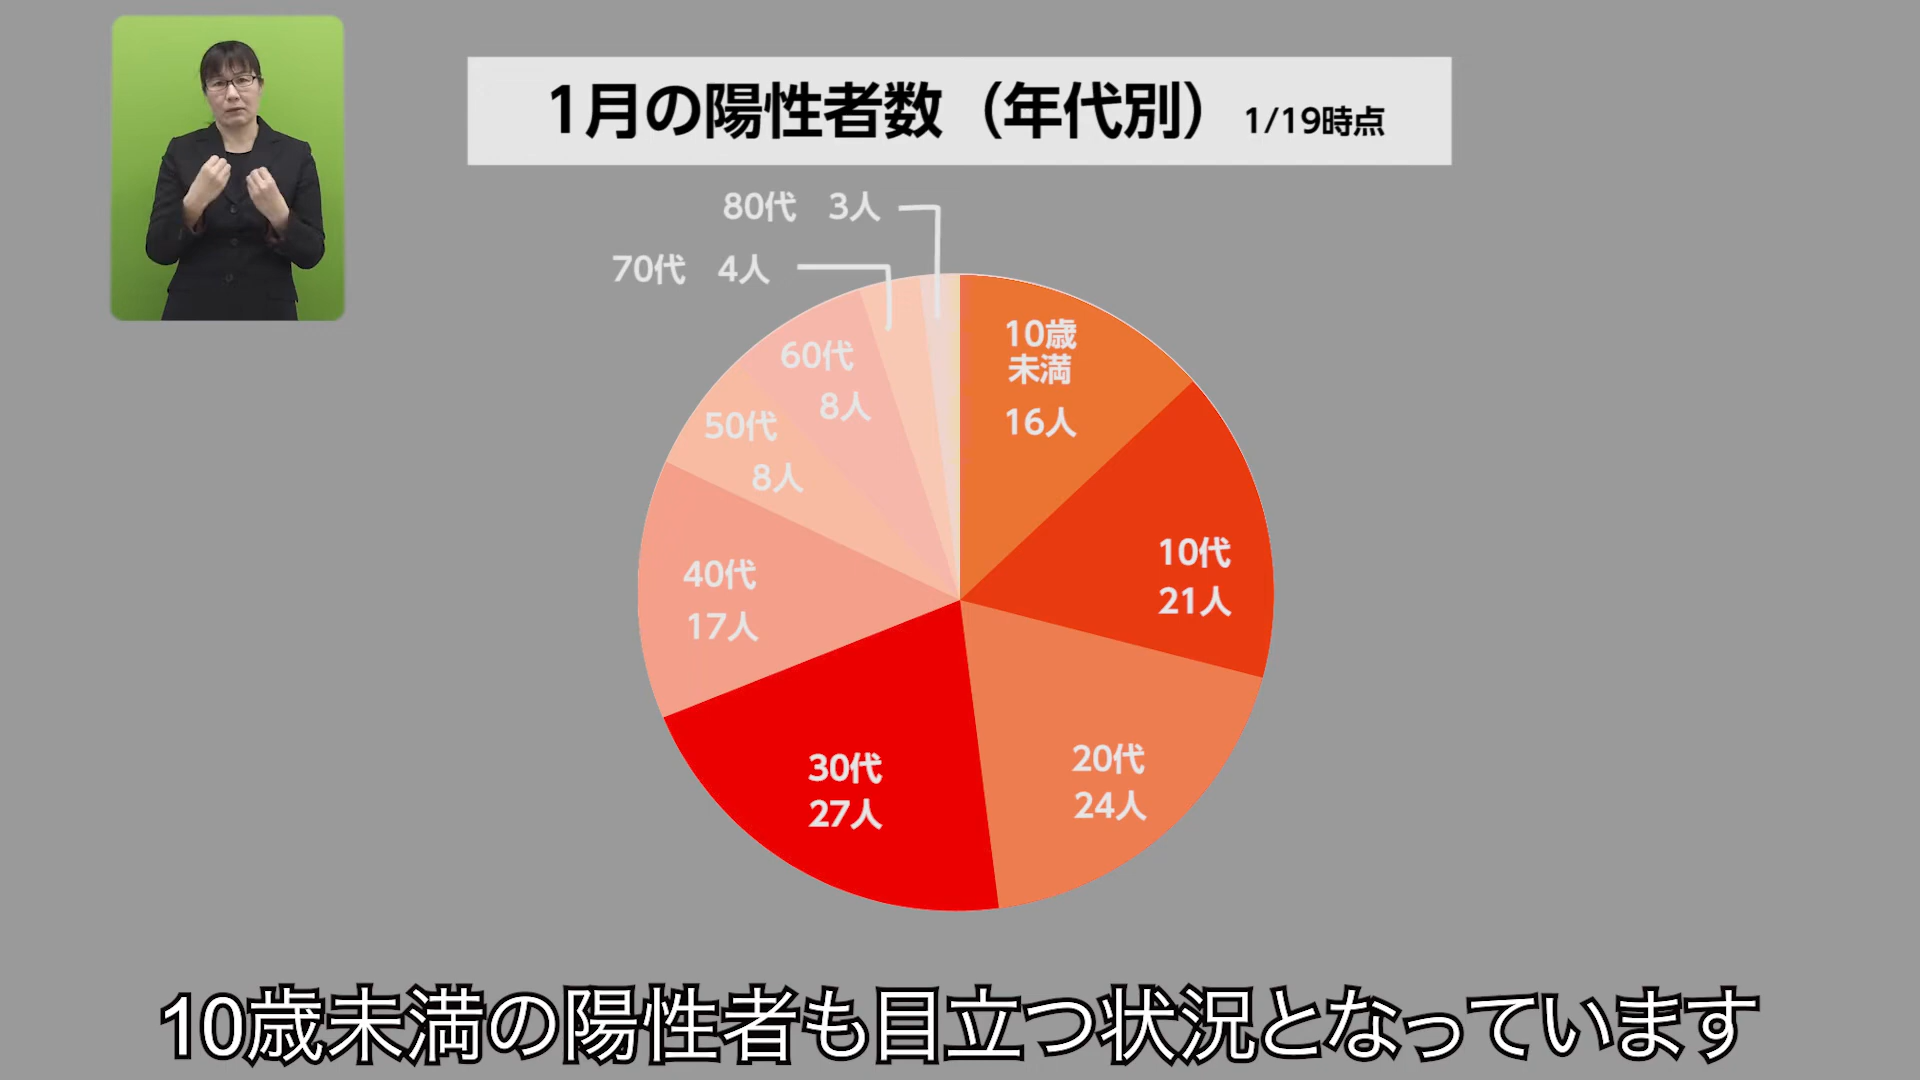 1月の陽性者数（年代別） 1/19時点
80代 3人
70代 4人
60代
8人
50代
8人
40代
17人
30代
27人
10歳
未満
16人
10代
21人
20代
24人
10歳未満の陽性者も目立つ状況となっています